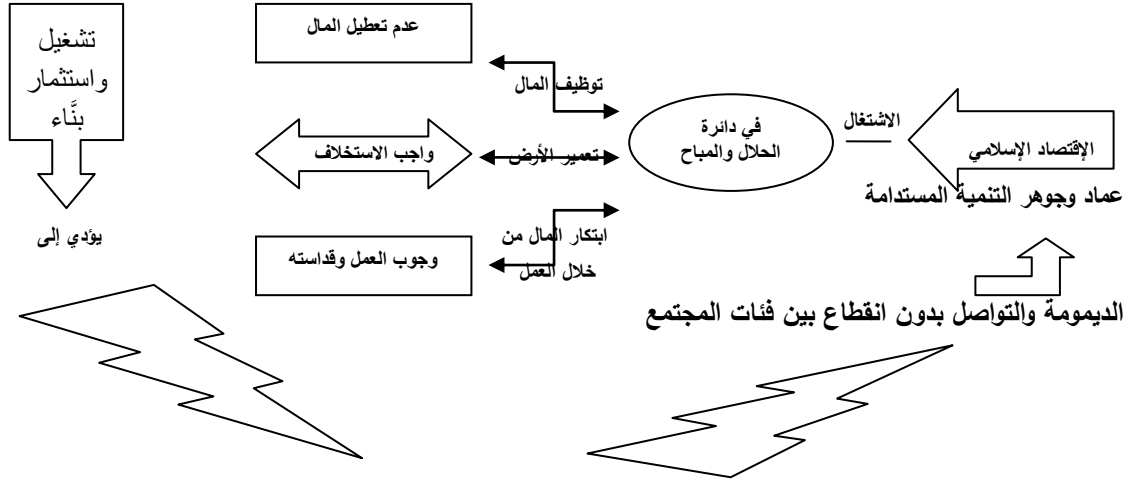 الإقتصاد الإسلامي
عماد وجوهر التنمية المستدامة
الديمومة والتواصل بدون انقطاع بين فئات المجتمع
الاشتغال
في دائرة
الحلال والمباح
توظيف المال
تعمير الأرض
ابتكار المال من
خلال العمل
عدم تعطيل المال
واجب الاستخلاف
وجوب العمل وقداسته
تشغيل
واستثمار
بنَّاء
يؤدي إلى